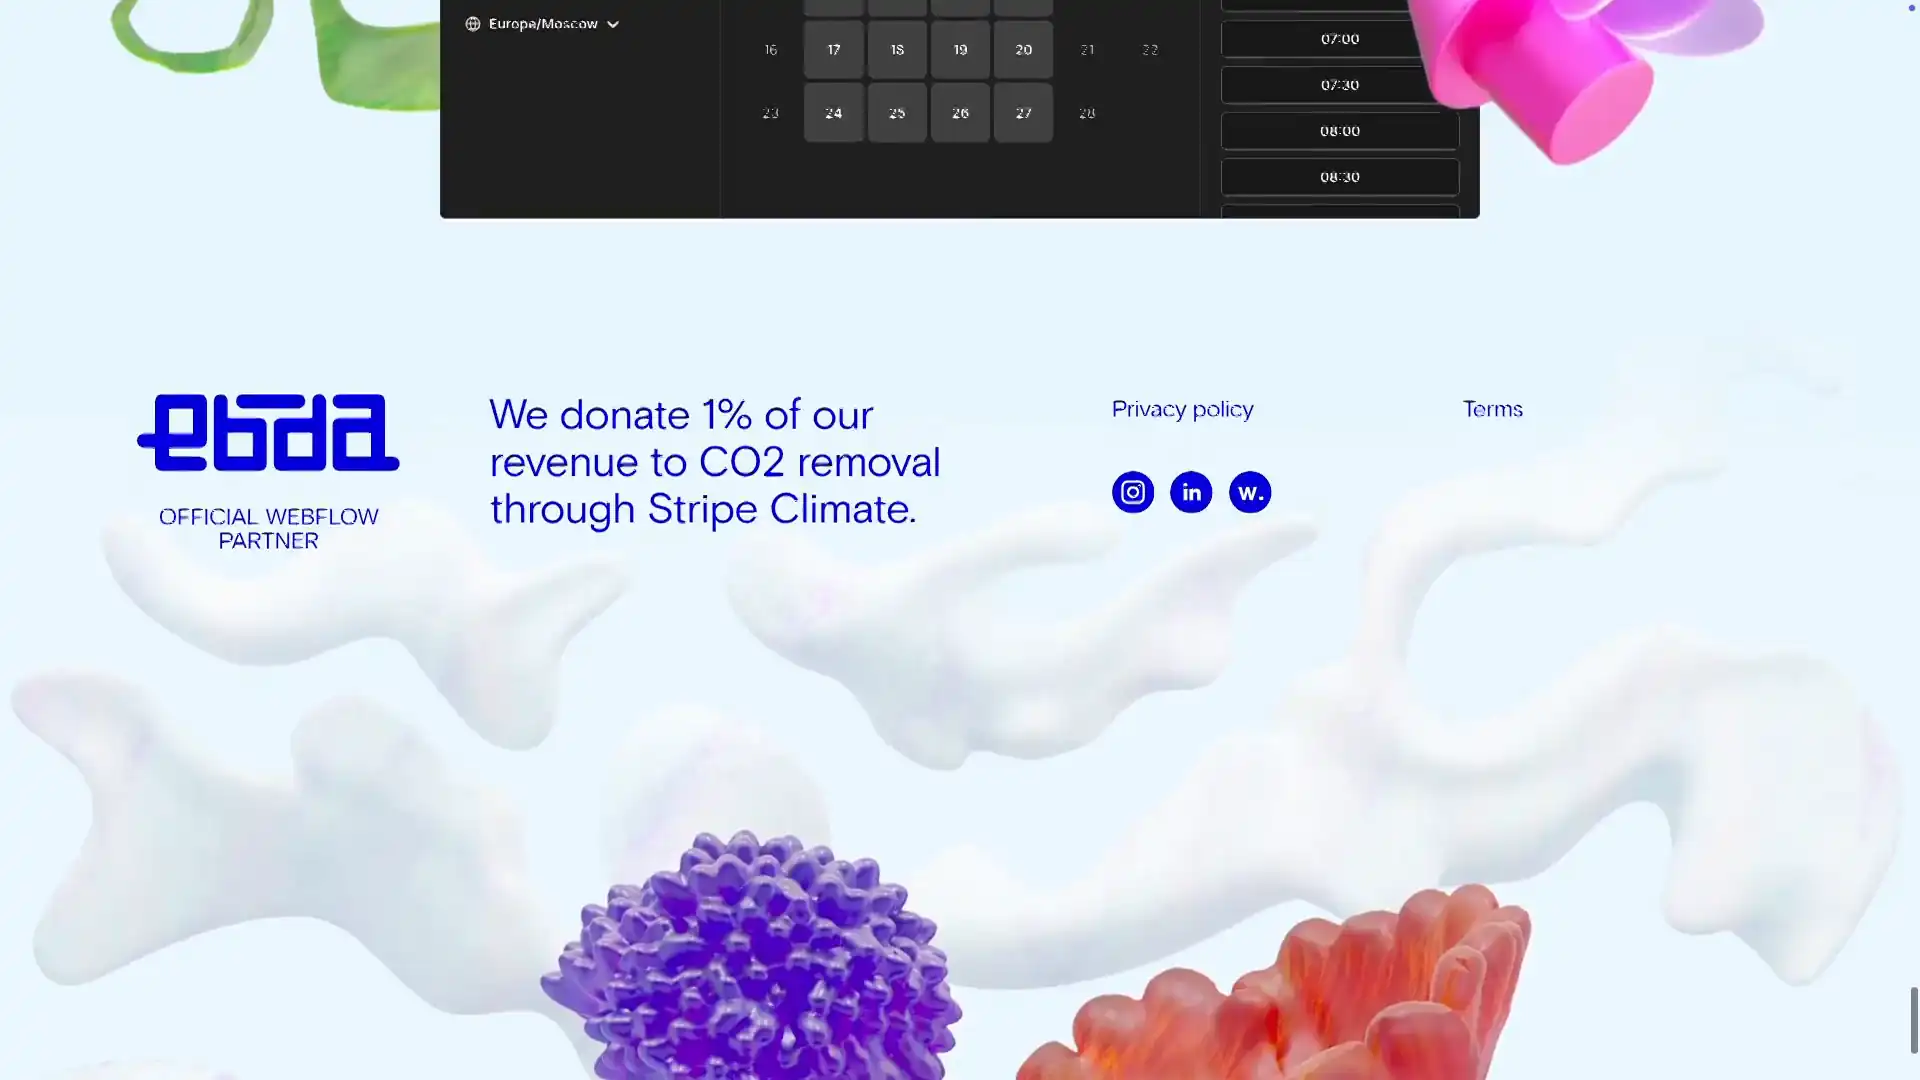 Europe/Moscow
16 17 18 19 20 21 22
23 24 25 26 27 28
07:00
07:30
08:00
08:30
ebda
OFFICIAL WEBFLOW
PARTNER
We donate 1% of our
revenue to CO2 removal
through Stripe Climate.
Privacy policy
Terms
in
w.